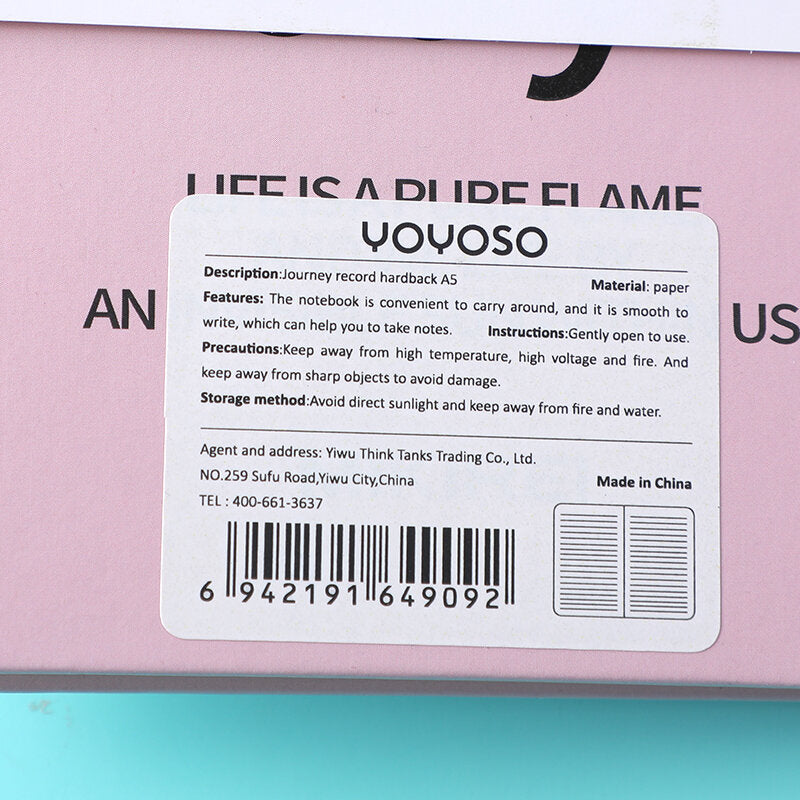 LIFE IS A PURE FLAME
AN
US
YOYOSO
Description:Journey record hardback A5 Material: paper
Features: The notebook is convenient to carry around, and it is smooth to
write, which can help you to take notes. Instructions:Gently open to use.
Precautions:Keep away from high temperature, high voltage and fire. And
keep away from sharp objects to avoid damage.
Storage method:Avoid direct sunlight and keep away from fire and water.
Agent and address: Yiwu Think Tanks Trading Co., Ltd.
NO.259 Sufu Road,Yiwu City,China
Made in China
TEL : 400-661-3637
6 942191 649092